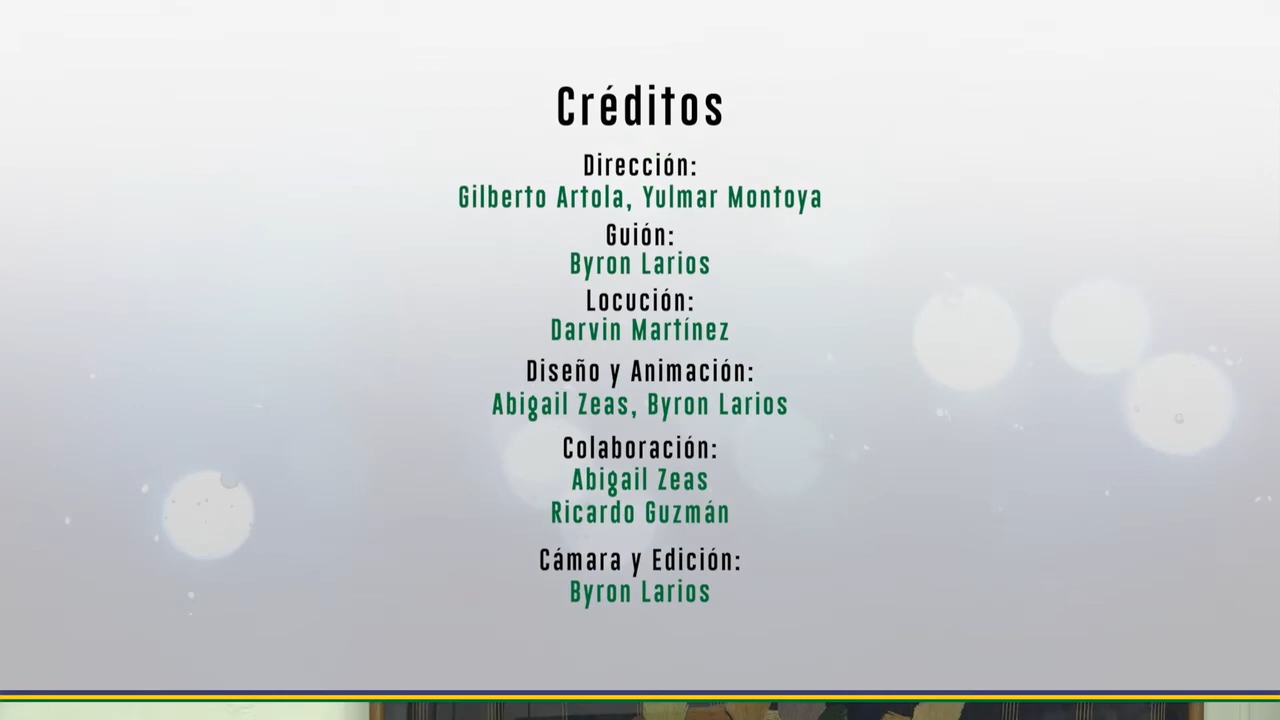 Créditos
Dirección:
Gilberto Artola, Yulmar Montoya
Guión:
Byron Larios
Locución:
Darvin Martínez
Diseño y Animación:
Abigail Zeas, Byron Larios
Colaboración:
Abigail Zeas
Ricardo Guzmán
Cámara y Edición:
Byron Larios